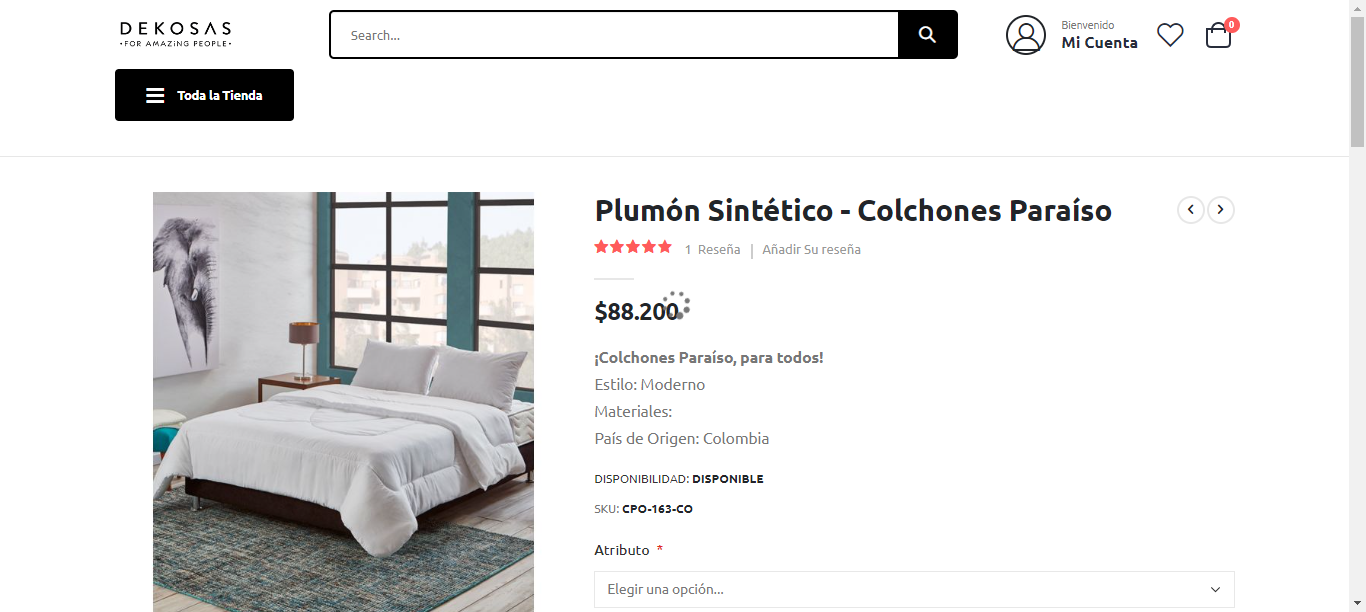 DEKOSAS
•FOR AMAZING PEOPLE•
Search...
Bienvenido
Mi Cuenta
0
Toda la Tienda
Plumón Sintético - Colchones Paraíso
1 Reseña | Añadir Su reseña
$88.200
¡Colchones Paraíso, para todos!
Estilo: Moderno
Materiales:
País de Origen: Colombia
DISPONIBILIDAD: DISPONIBLE
SKU: CPO-163-CO
Atributo *
Elegir una opción...